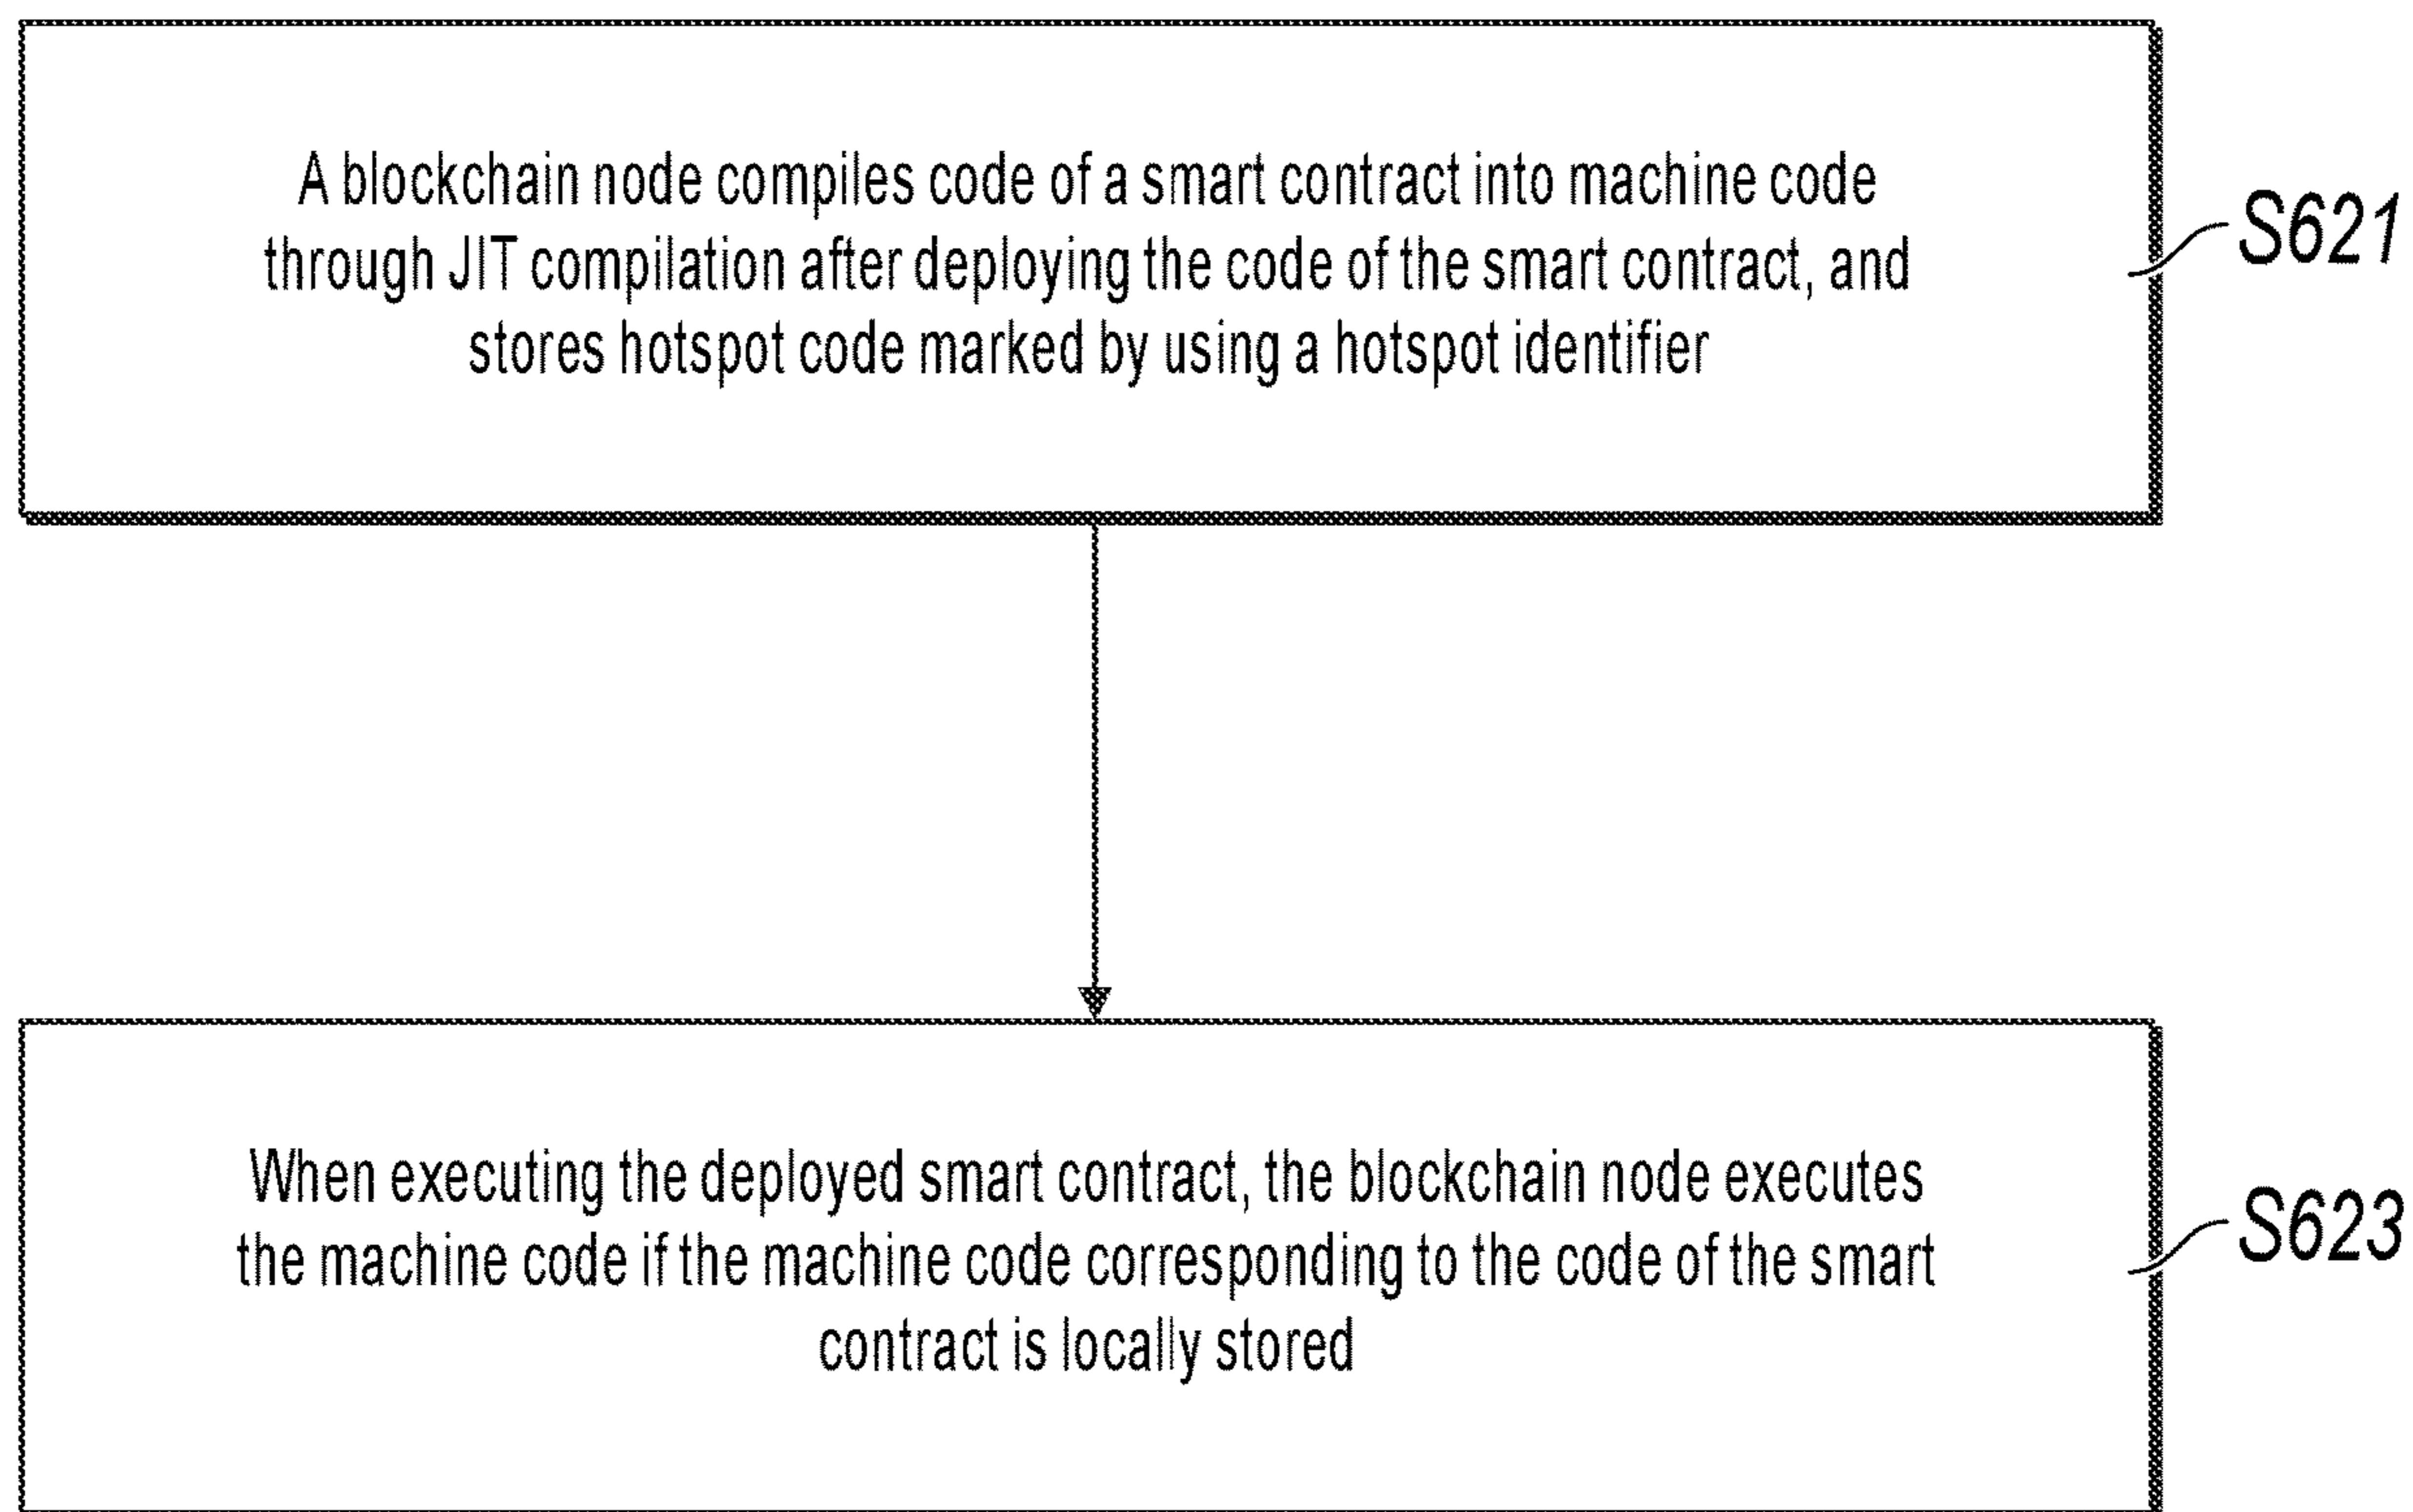 A blockchain node compiles code of a smart contract into machine code
through JIT compilation after deploying the code of the smart contract, and
stores hotspot code marked by using a hotspot identifier
S621
When executing the deployed smart contract, the blockchain node executes
the machine code if the machine code corresponding to the code of the smart
contract is locally stored
S623